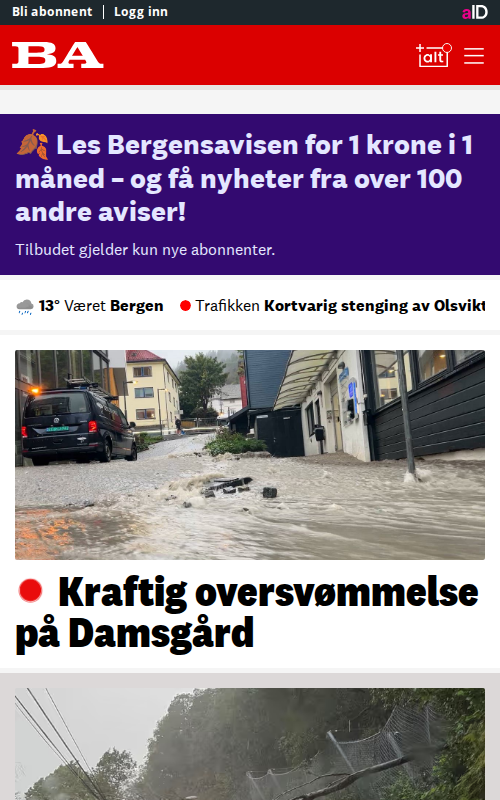 Bli abonnent
Logg inn
aID
BA
+alt
🍂 Les Bergensavisen for 1 krone i 1
måned – og få nyheter fra over 100
andre aviser!
Tilbudet gjelder kun nye abonnenter.
13° Været Bergen
Trafikken Kortvarig stenging av Olsvikt
Kraftig oversvømmelse
på Damsgård